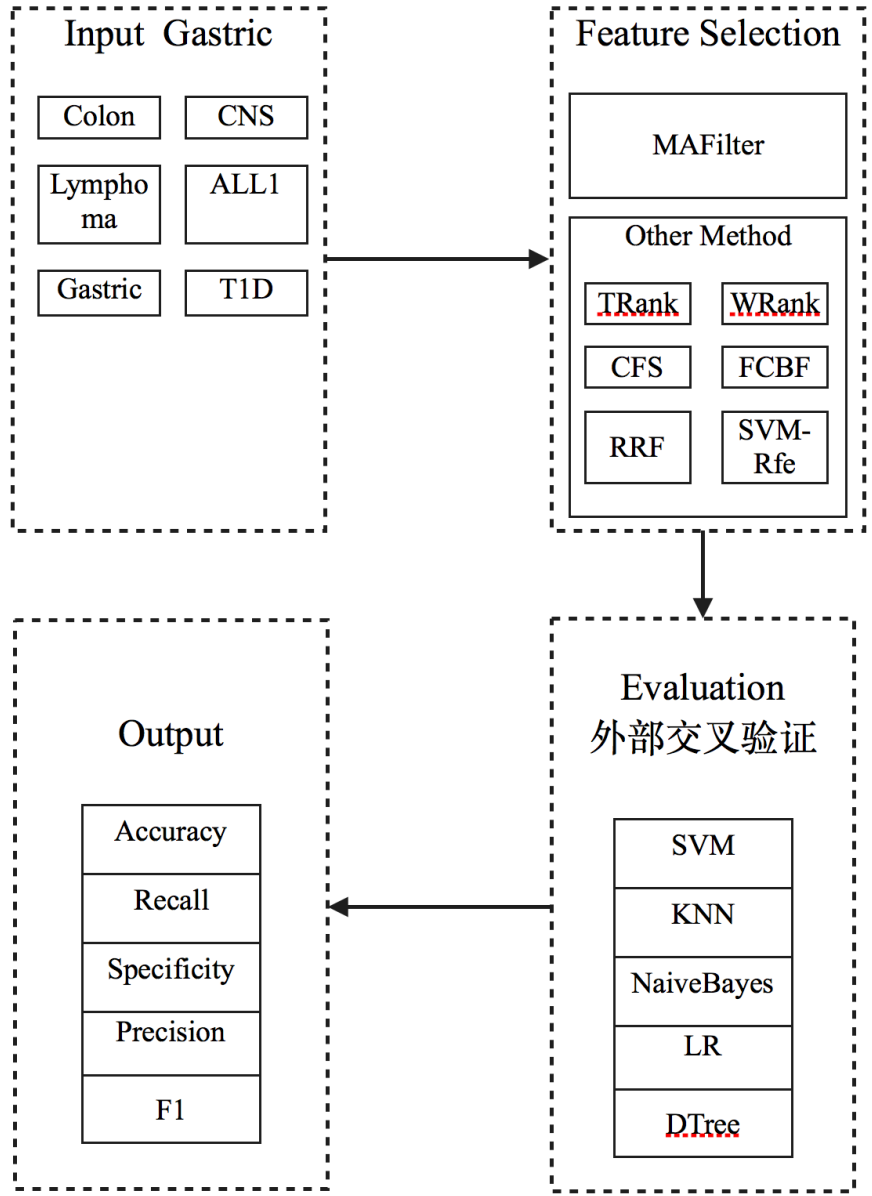 Input  Gastric
Colon
CNS
Lympho
ma
ALL1
Gastric
T1D
Feature Selection
MAFilter
Other Method
TRank
WRank
CFS
FCBF
RRF
SVM-
Rfe
Evaluation
外部交叉验证
SVM
KNN
NaiveBayes
LR
DTree
Output
Accuracy
Recall
Specificity
Precision
F1